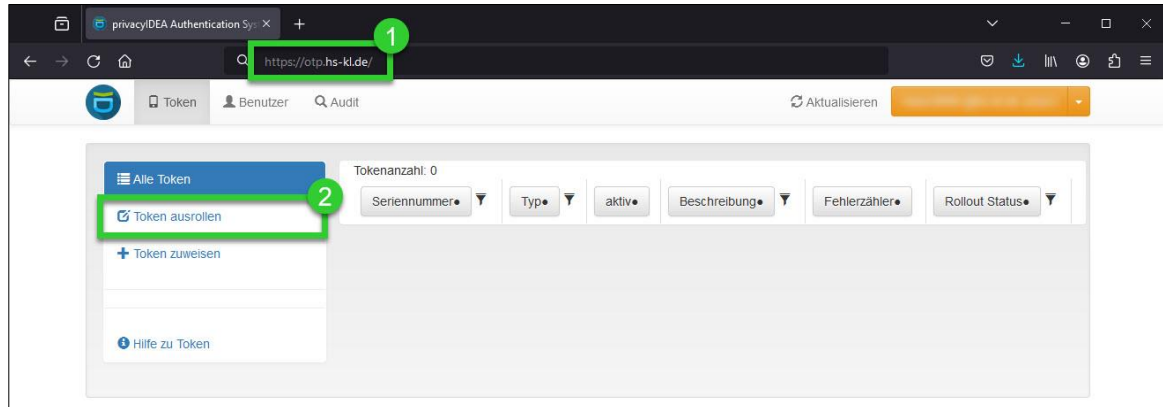 privacyIDEA Authentication Sys
1
https://otp.hs-kl.de/
Token Benutzer Audit Aktualisieren
Alle Token
Tokenanzahl: 0
2
Seriennummer● Typ● aktiv● Beschreibung● Fehlerzähler● Rollout Status●
Token ausrollen
Token zuweisen
Hilfe zu Token